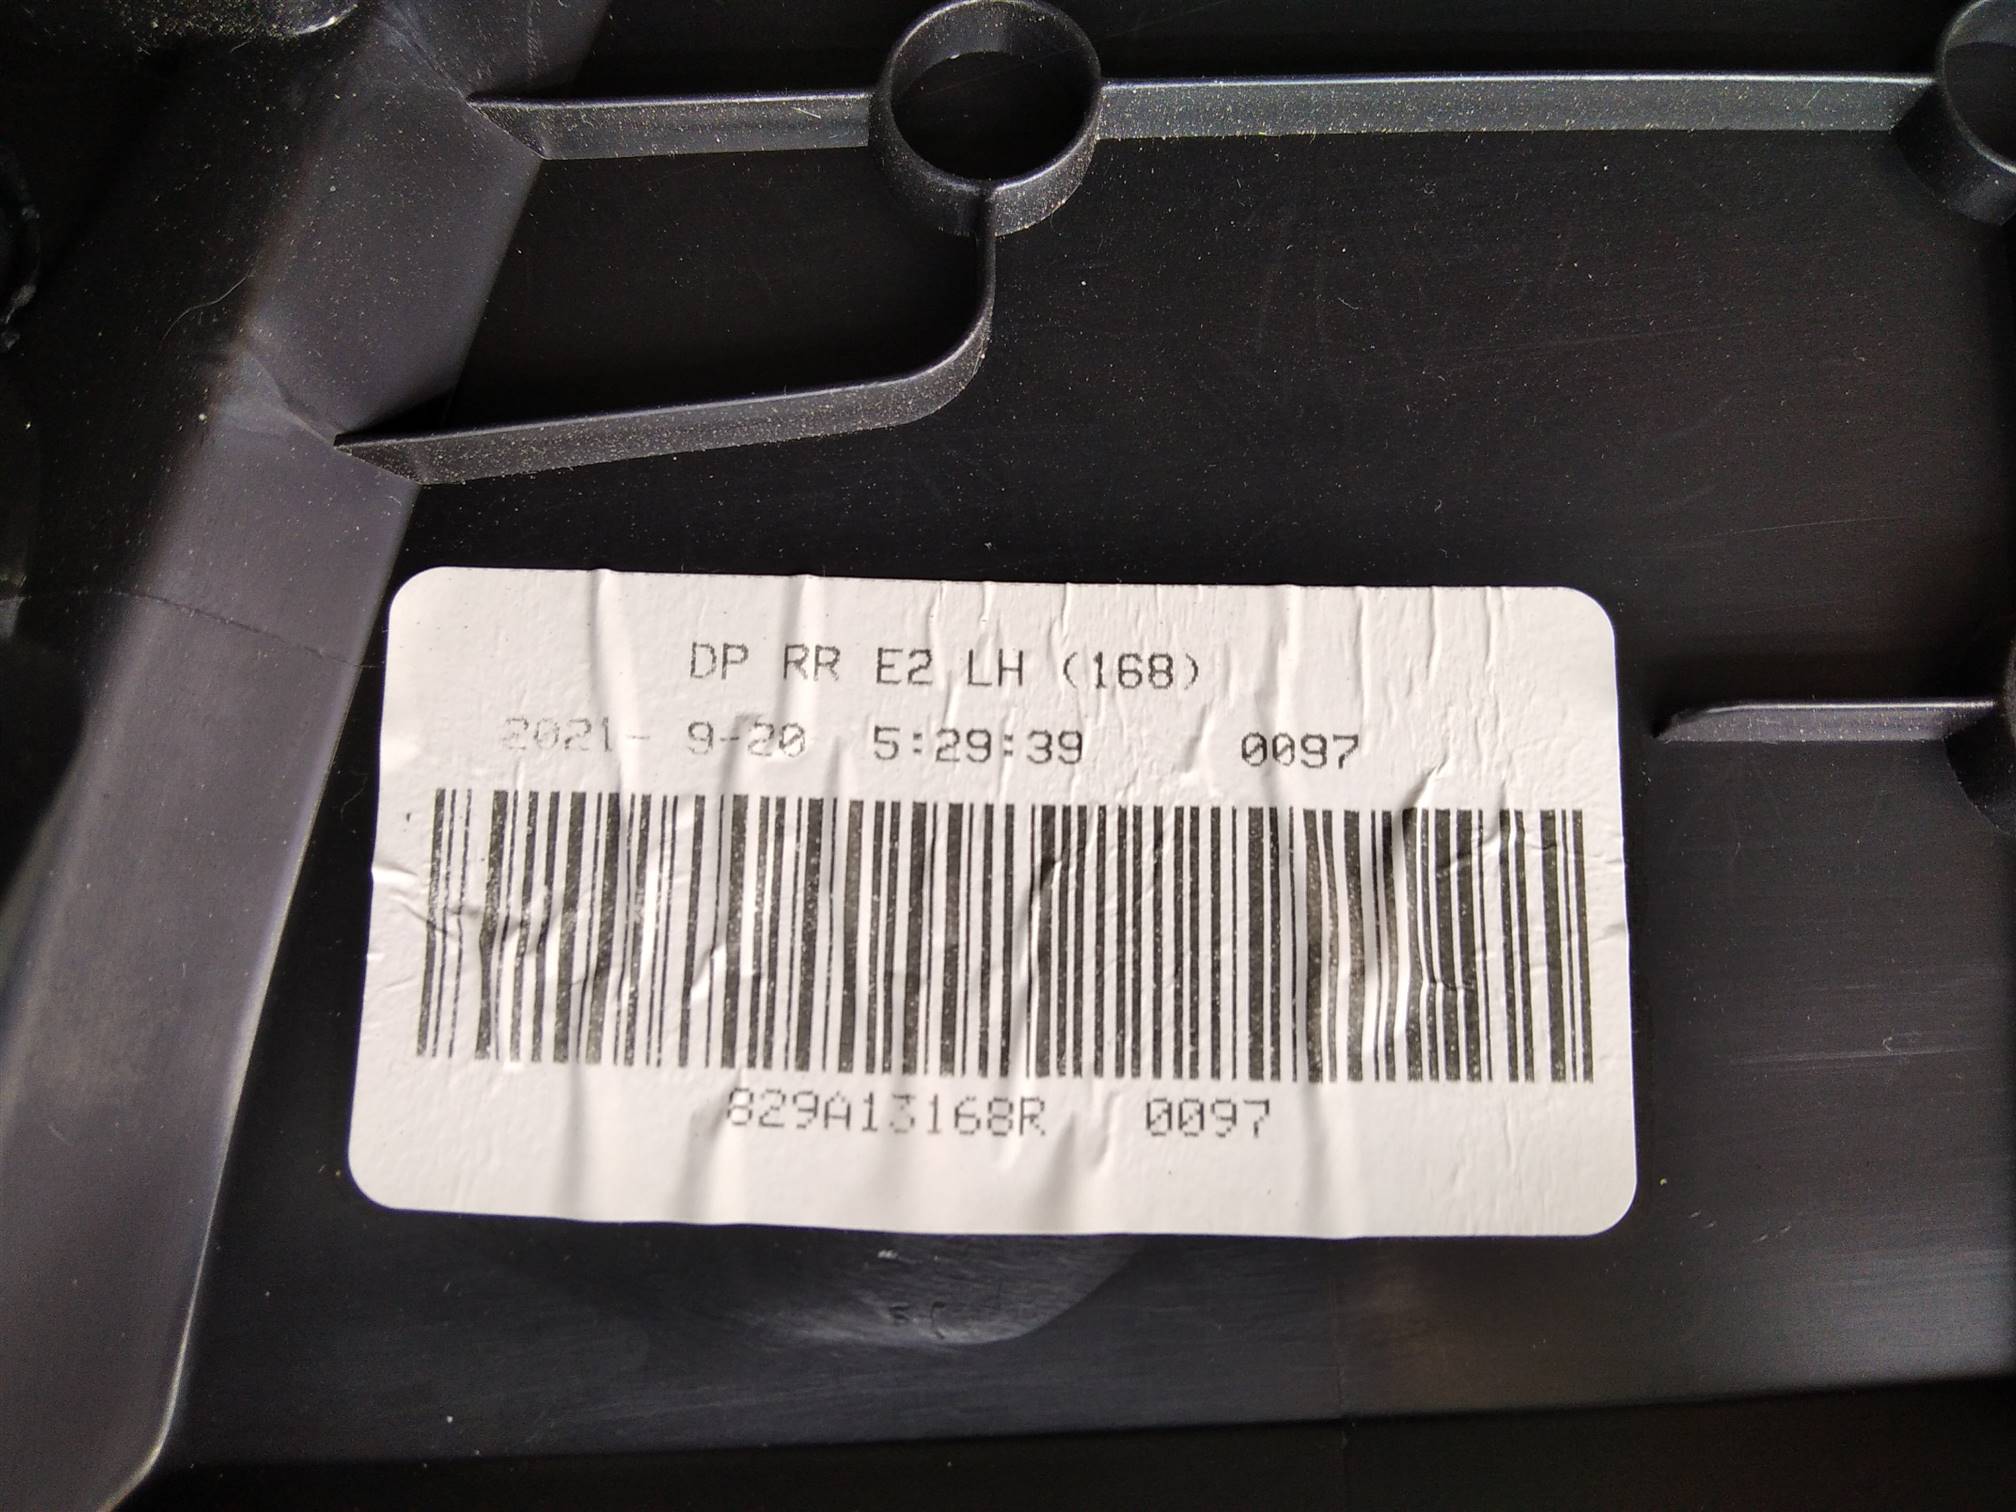 DP RR E2 LH (168)
2021- 9-20 5:29:39 0097
829A13168R 0097